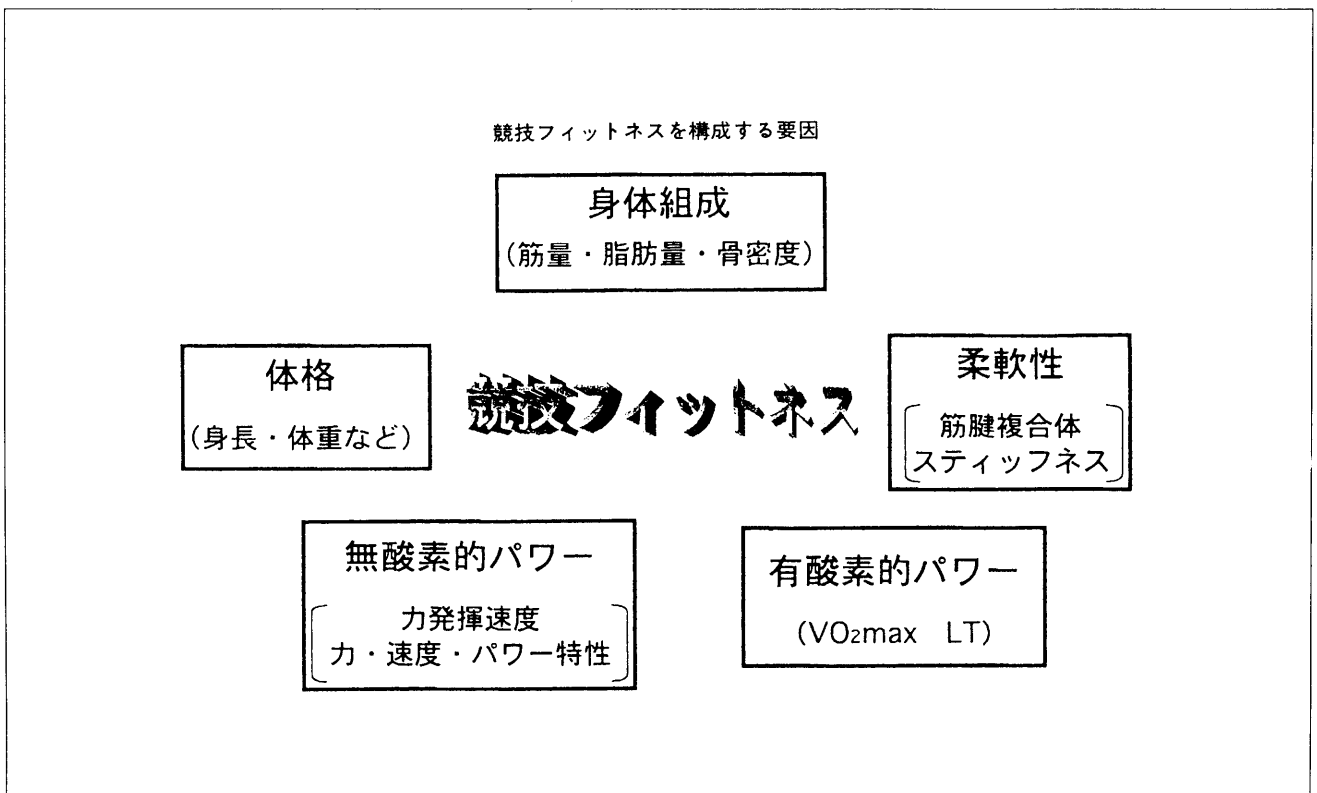 競技フィットネスを構成する要因
身体組成
(筋量・脂肪量・骨密度)
体格
(身長・体重など)
競技フィットネス
柔軟性
筋腱複合体
スティッフネス
無酸素的パワー
力発揮速度
力・速度・パワー特性
有酸素的パワー
(VO2max LT)